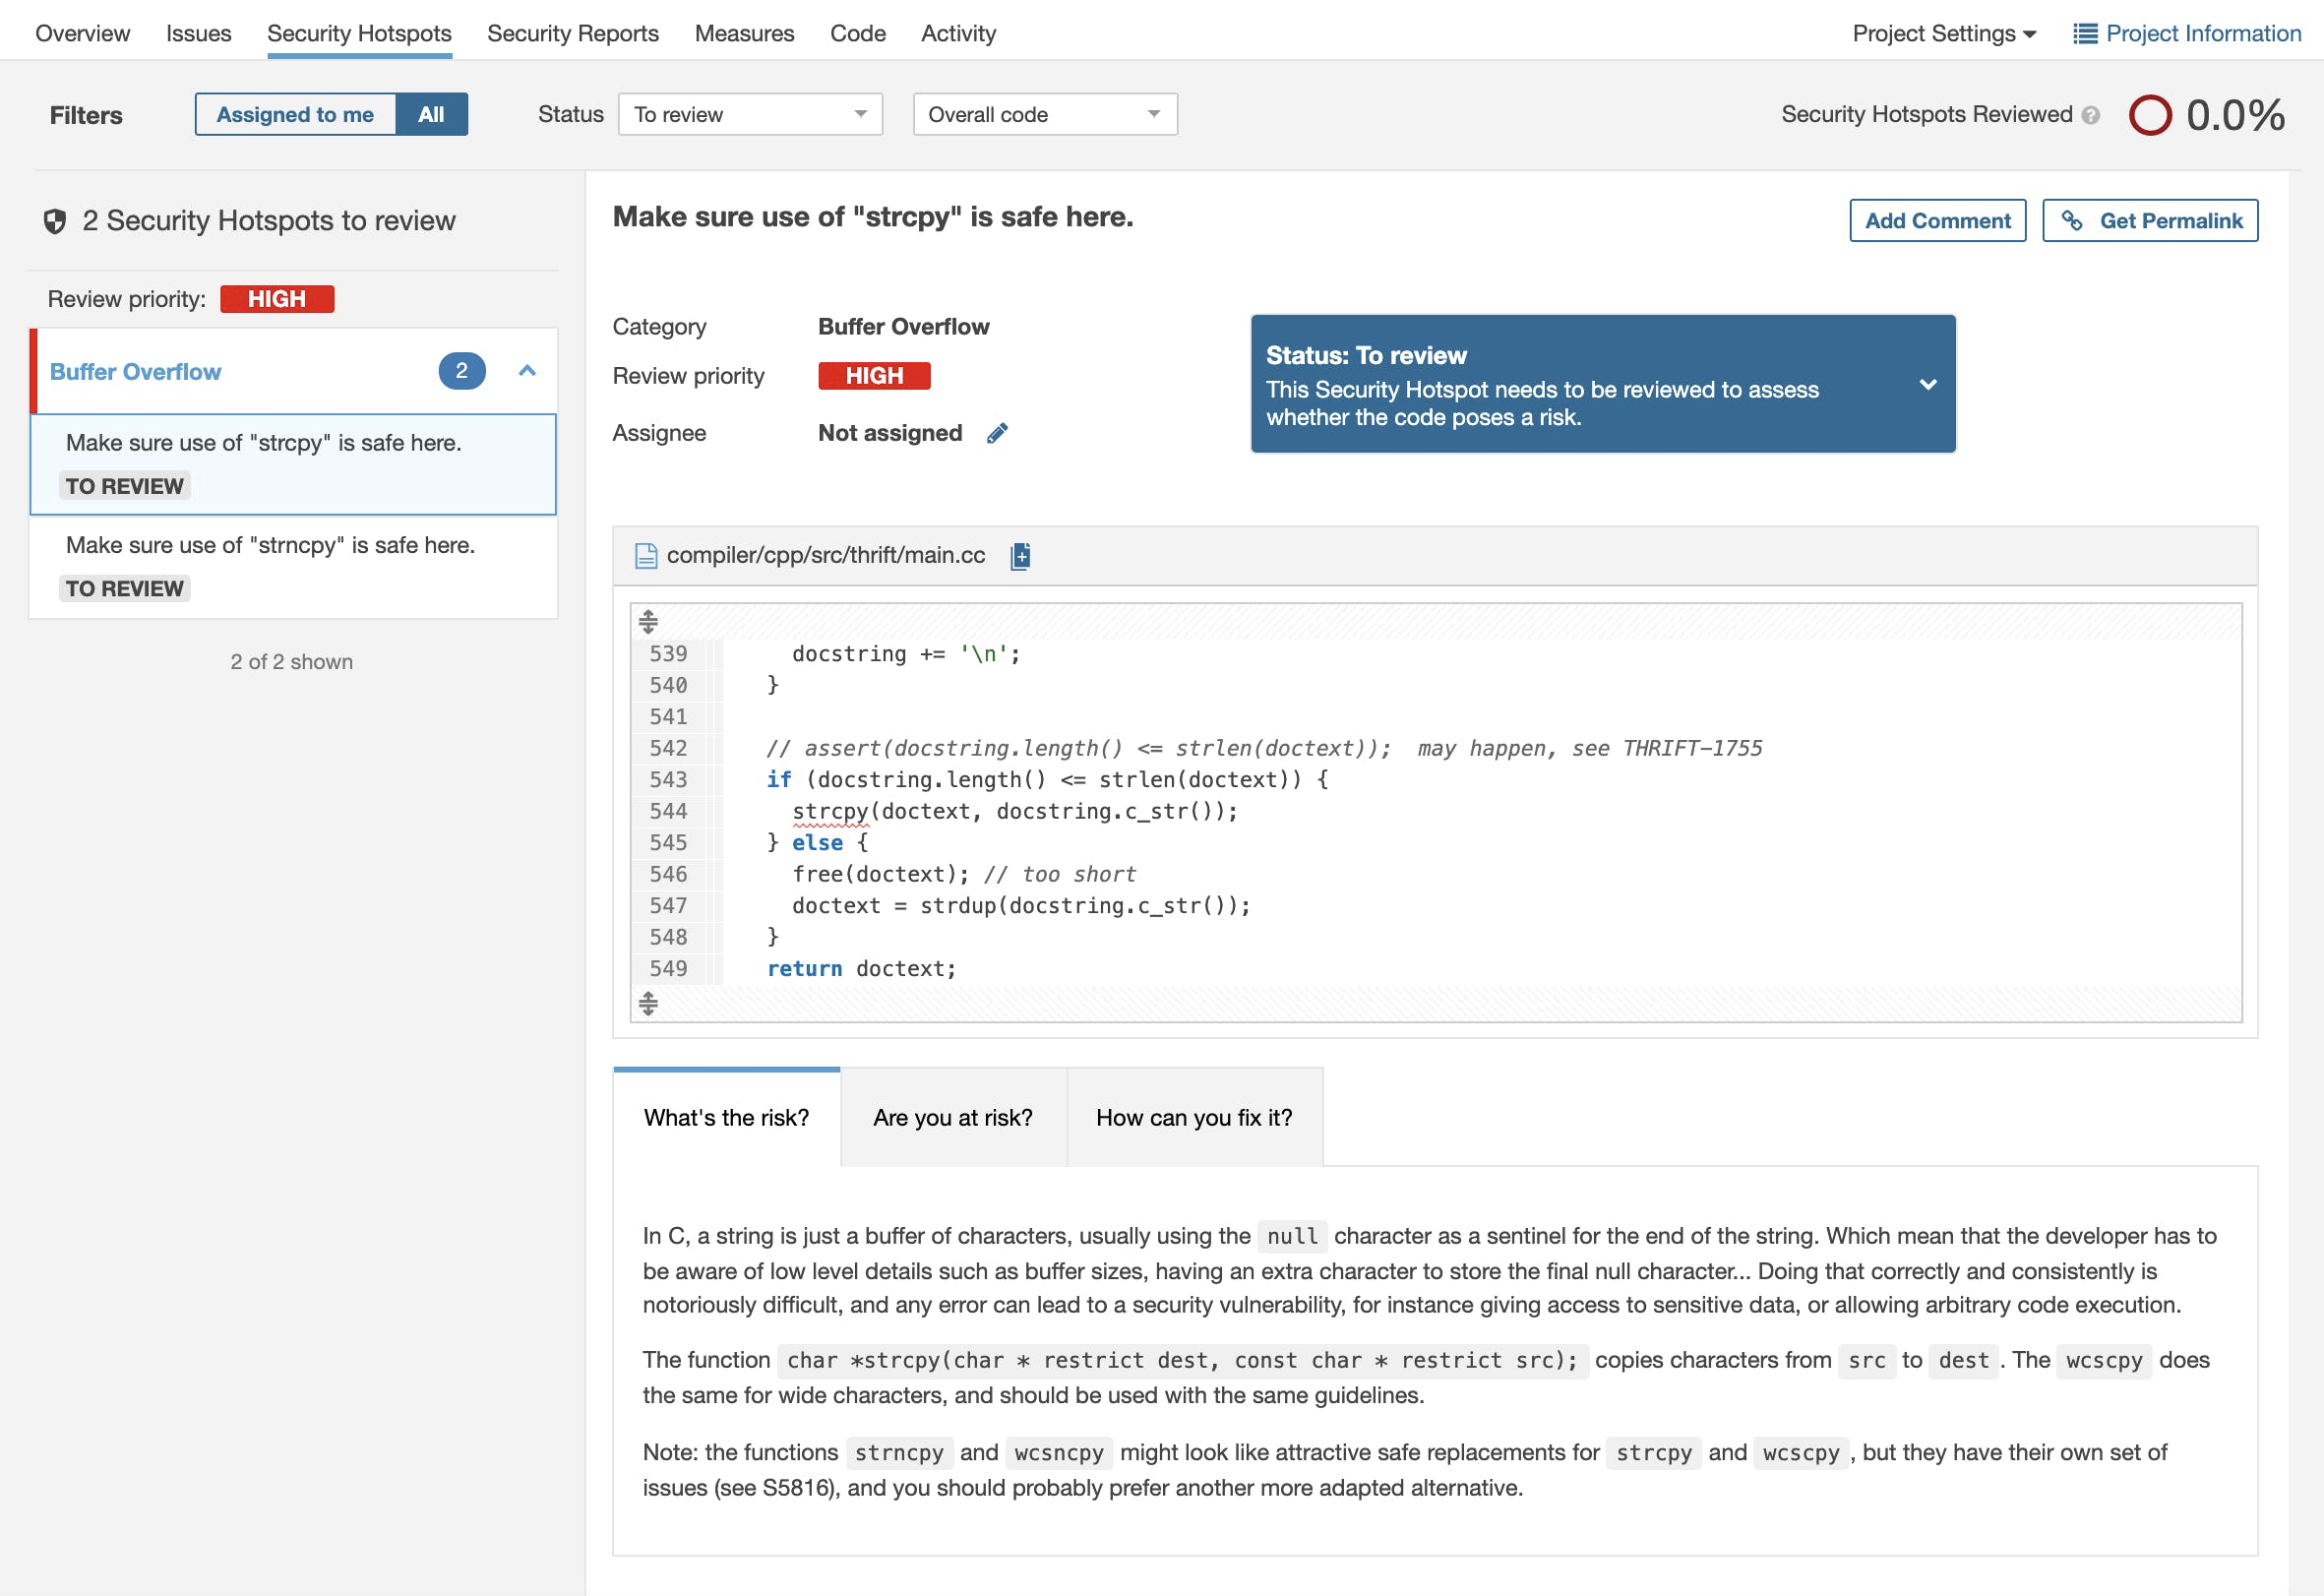 Overview Issues Security Hotspots Security Reports Measures Code Activity Project Settings Project Information
Filters Assigned to me All Status To review Overall code Security Hotspots Reviewed ? 0.0%
2 Security Hotspots to review
Review priority: HIGH
Buffer Overflow 2
Make sure use of "strcpy" is safe here.
TO REVIEW
Make sure use of "strncpy" is safe here.
TO REVIEW
2 of 2 shown
Make sure use of "strcpy" is safe here.
Add Comment Get Permalink
Category Buffer Overflow
Review priority HIGH
Assignee Not assigned
Status: To review
This Security Hotspot needs to be reviewed to assess
whether the code poses a risk.
compiler/cpp/src/thrift/main.cc
539 docstring += '\n';
540 }
541
542 // assert(docstring.length() <= strlen(doctext)); may happen, see THRIFT-1755
543 if (docstring.length() <= strlen(doctext)) {
544 strcpy(doctext, docstring.c_str());
545 } else {
546 free(doctext); // too short
547 doctext = strdup(docstring.c_str());
548 }
549 return doctext;
What's the risk? Are you at risk? How can you fix it?
In C, a string is just a buffer of characters, usually using the null character as a sentinel for the end of the string. Which mean that the developer has to
be aware of low level details such as buffer sizes, having an extra character to store the final null character... Doing that correctly and consistently is
notoriously difficult, and any error can lead to a security vulnerability, for instance giving access to sensitive data, or allowing arbitrary code execution.
The function char *strcpy(char * restrict dest, const char * restrict src); copies characters from src to dest. The wcscpy does
the same for wide characters, and should be used with the same guidelines.
Note: the functions strncpy and wcsncpy might look like attractive safe replacements for strcpy and wcscpy, but they have their own set of
issues (see S5816), and you should probably prefer another more adapted alternative.